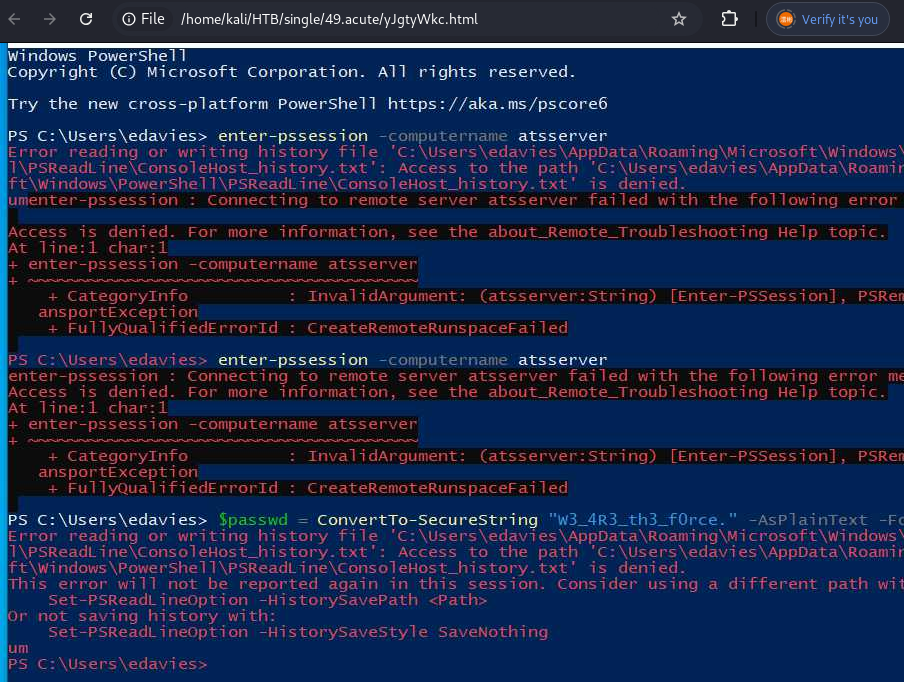 File /home/kali/HTB/single/49.acute/yJgtyWkc.html Verify it's you
Windows PowerShell
Copyright (C) Microsoft Corporation. All rights reserved.
Try the new cross-platform PowerShell https://aka.ms/pscore6
PS C:\Users\edavies> enter-pssession -computername atsserver
Error reading or writing history file 'C:\Users\edavies\AppData\Roaming\Microsoft\Windows\
l\PSReadLine\ConsoleHost_history.txt': Access to the path 'C:\Users\edavies\AppData\Roamin
ft\Windows\PowerShell\PSReadLine\ConsoleHost_history.txt' is denied.
umenter-pssession : Connecting to remote server atsserver failed with the following error
Access is denied. For more information, see the about_Remote_Troubleshooting Help topic.
At line:1 char:1
+ enter-pssession -computername atsserver
+ ~~~~~~~~~~~~~~~~~~~~~~~~~~~~~~~~~~~~~~~
+ CategoryInfo          : InvalidArgument: (atsserver:String) [Enter-PSSession], PSRem
ansportException
+ FullyQualifiedErrorId : CreateRemoteRunspaceFailed
PS C:\Users\edavies> enter-pssession -computername atsserver
enter-pssession : Connecting to remote server atsserver failed with the following error me
Access is denied. For more information, see the about_Remote_Troubleshooting Help topic.
At line:1 char:1
+ enter-pssession -computername atsserver
+ ~~~~~~~~~~~~~~~~~~~~~~~~~~~~~~~~~~~~~~~
+ CategoryInfo          : InvalidArgument: (atsserver:String) [Enter-PSSession], PSRem
ansportException
+ FullyQualifiedErrorId : CreateRemoteRunspaceFailed
PS C:\Users\edavies> $passwd = ConvertTo-SecureString "W3_4R3_th3_f0rce." -AsPlainText -Fo
Error reading or writing history file 'C:\Users\edavies\AppData\Roaming\Microsoft\Windows\
l\PSReadLine\ConsoleHost_history.txt': Access to the path 'C:\Users\edavies\AppData\Roamin
ft\Windows\PowerShell\PSReadLine\ConsoleHost_history.txt' is denied.
This error will not be reported again in this session. Consider using a different path wit
Set-PSReadLineOption -HistorySavePath <Path>
Or not saving history with:
Set-PSReadLineOption -HistorySaveStyle SaveNothing
um
PS C:\Users\edavies>